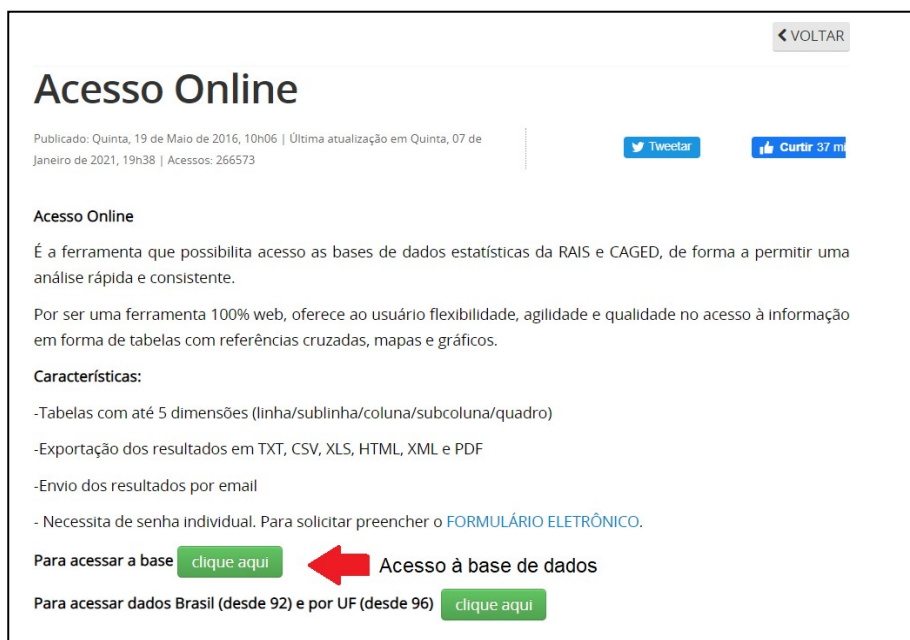 VOLTAR
Acesso Online
Publicado: Quinta, 19 de Maio de 2016, 10h06 | Última atualização em Quinta, 07 de
Janeiro de 2021, 19h38 | Acessos: 266573
Tweetar
Curtir 37 mi
Acesso Online
É a ferramenta que possibilita acesso as bases de dados estatísticas da RAIS e CAGED, de forma a permitir uma
análise rápida e consistente.
Por ser uma ferramenta 100% web, oferece ao usuário flexibilidade, agilidade e qualidade no acesso à informação
em forma de tabelas com referências cruzadas, mapas e gráficos.
Características:
-Tabelas com até 5 dimensões (linha/sublinha/coluna/subcoluna/quadro)
-Exportação dos resultados em TXT, CSV, XLS, HTML, XML e PDF
-Envio dos resultados por email
- Necessita de senha individual. Para solicitar preencher o FORMULÁRIO ELETRÔNICO.
Para acessar a base clique aqui Acesso à base de dados
Para acessar dados Brasil (desde 92) e por UF (desde 96) clique aqui